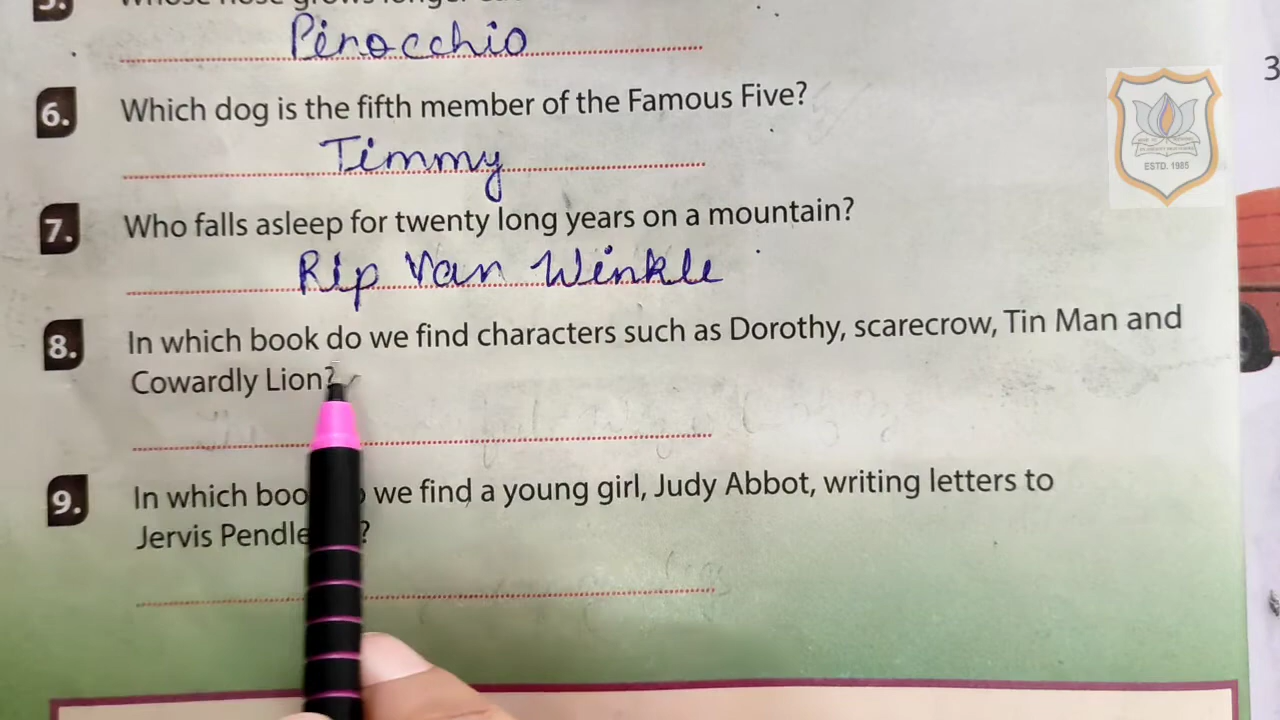 5.
Pinocchio
3
6. Which dog is the fifth member of the Famous Five?
Timmy
ESTD. 1985
7. Who falls asleep for twenty long years on a mountain?
Rip Van Winkle
8. In which book do we find characters such as Dorothy, scarecrow, Tin Man and
Cowardly Lion?
9. In which we find a young girl, Judy Abbot, writing letters to
Jervis